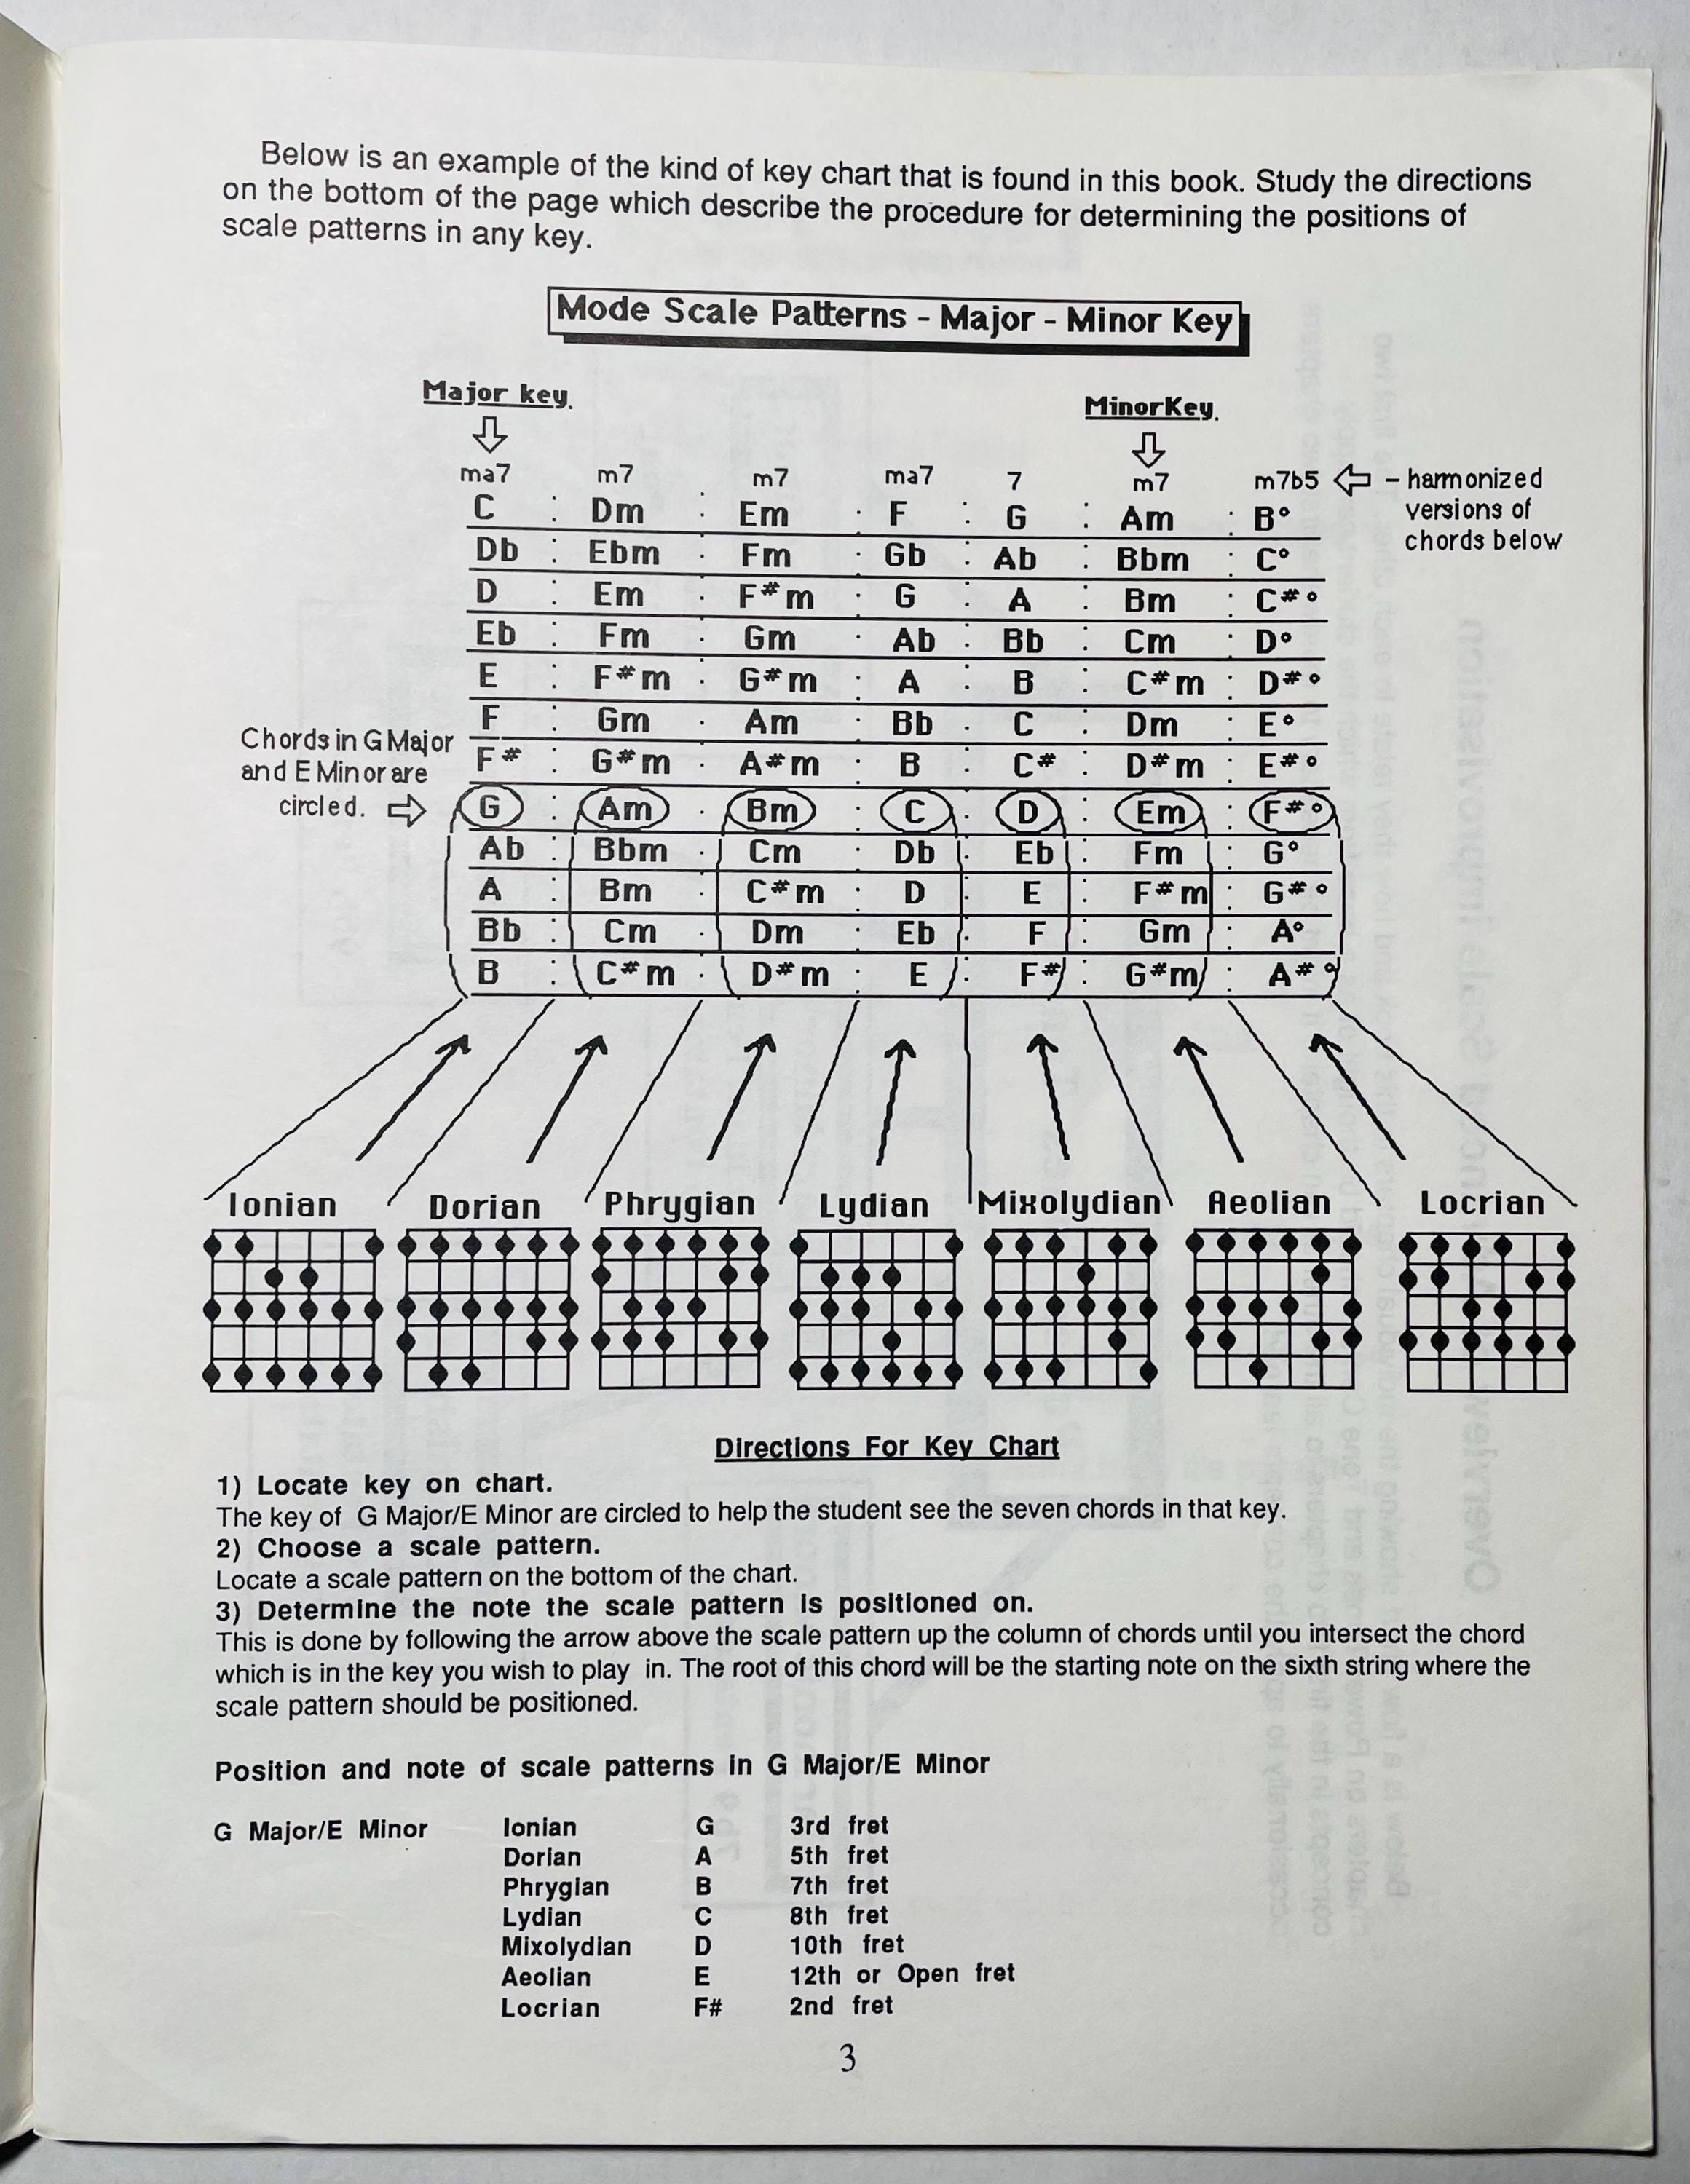 Below is an example of the kind of key chart that is found in this book. Study the directions
on the bottom of the page which describe the procedure for determining the positions of
scale patterns in any key.
Mode Scale Patterns - Major - Minor Key
Major key.
MinorKey.
ma7 m7 m7 ma7 7 m7 m7b5 - harmonized
versions of
chords below
C : Dm : Em : F : G : Am : B°
Db : Ebm : Fm : Gb : Ab : Bbm : C°
D : Em : F#m : G : A : Bm : C#°
Eb : Fm : Gm : Ab : Bb : Cm : D°
E : F#m : G#m : A : B : C#m : D#°
F : Gm : Am : Bb : C : Dm : E°
F# : G#m : A#m : B : C# : D#m : E#°
Chords in G Major
and E Minor are
circled.
G : Am : Bm : C : D : Em : F#°
Ab : Bbm : Cm : Db : Eb : Fm : G°
A : Bm : C#m : D : E : F#m : G#°
Bb : Cm : Dm : Eb : F : Gm : A°
B : C#m : D#m : E : F# : G#m : A#°
Ionian Dorian Phrygian Lydian Mixolydian Aeolian Locrian
Directions For Key Chart
1) Locate key on chart.
The key of G Major/E Minor are circled to help the student see the seven chords in that key.
2) Choose a scale pattern.
Locate a scale pattern on the bottom of the chart.
3) Determine the note the scale pattern is positioned on.
This is done by following the arrow above the scale pattern up the column of chords until you intersect the chord
which is in the key you wish to play in. The root of this chord will be the starting note on the sixth string where the
scale pattern should be positioned.
Position and note of scale patterns in G Major/E Minor
G Major/E Minor Ionian G 3rd fret
Dorian A 5th fret
Phrygian B 7th fret
Lydian C 8th fret
Mixolydian D 10th fret
Aeolian E 12th or Open fret
Locrian F# 2nd fret
3